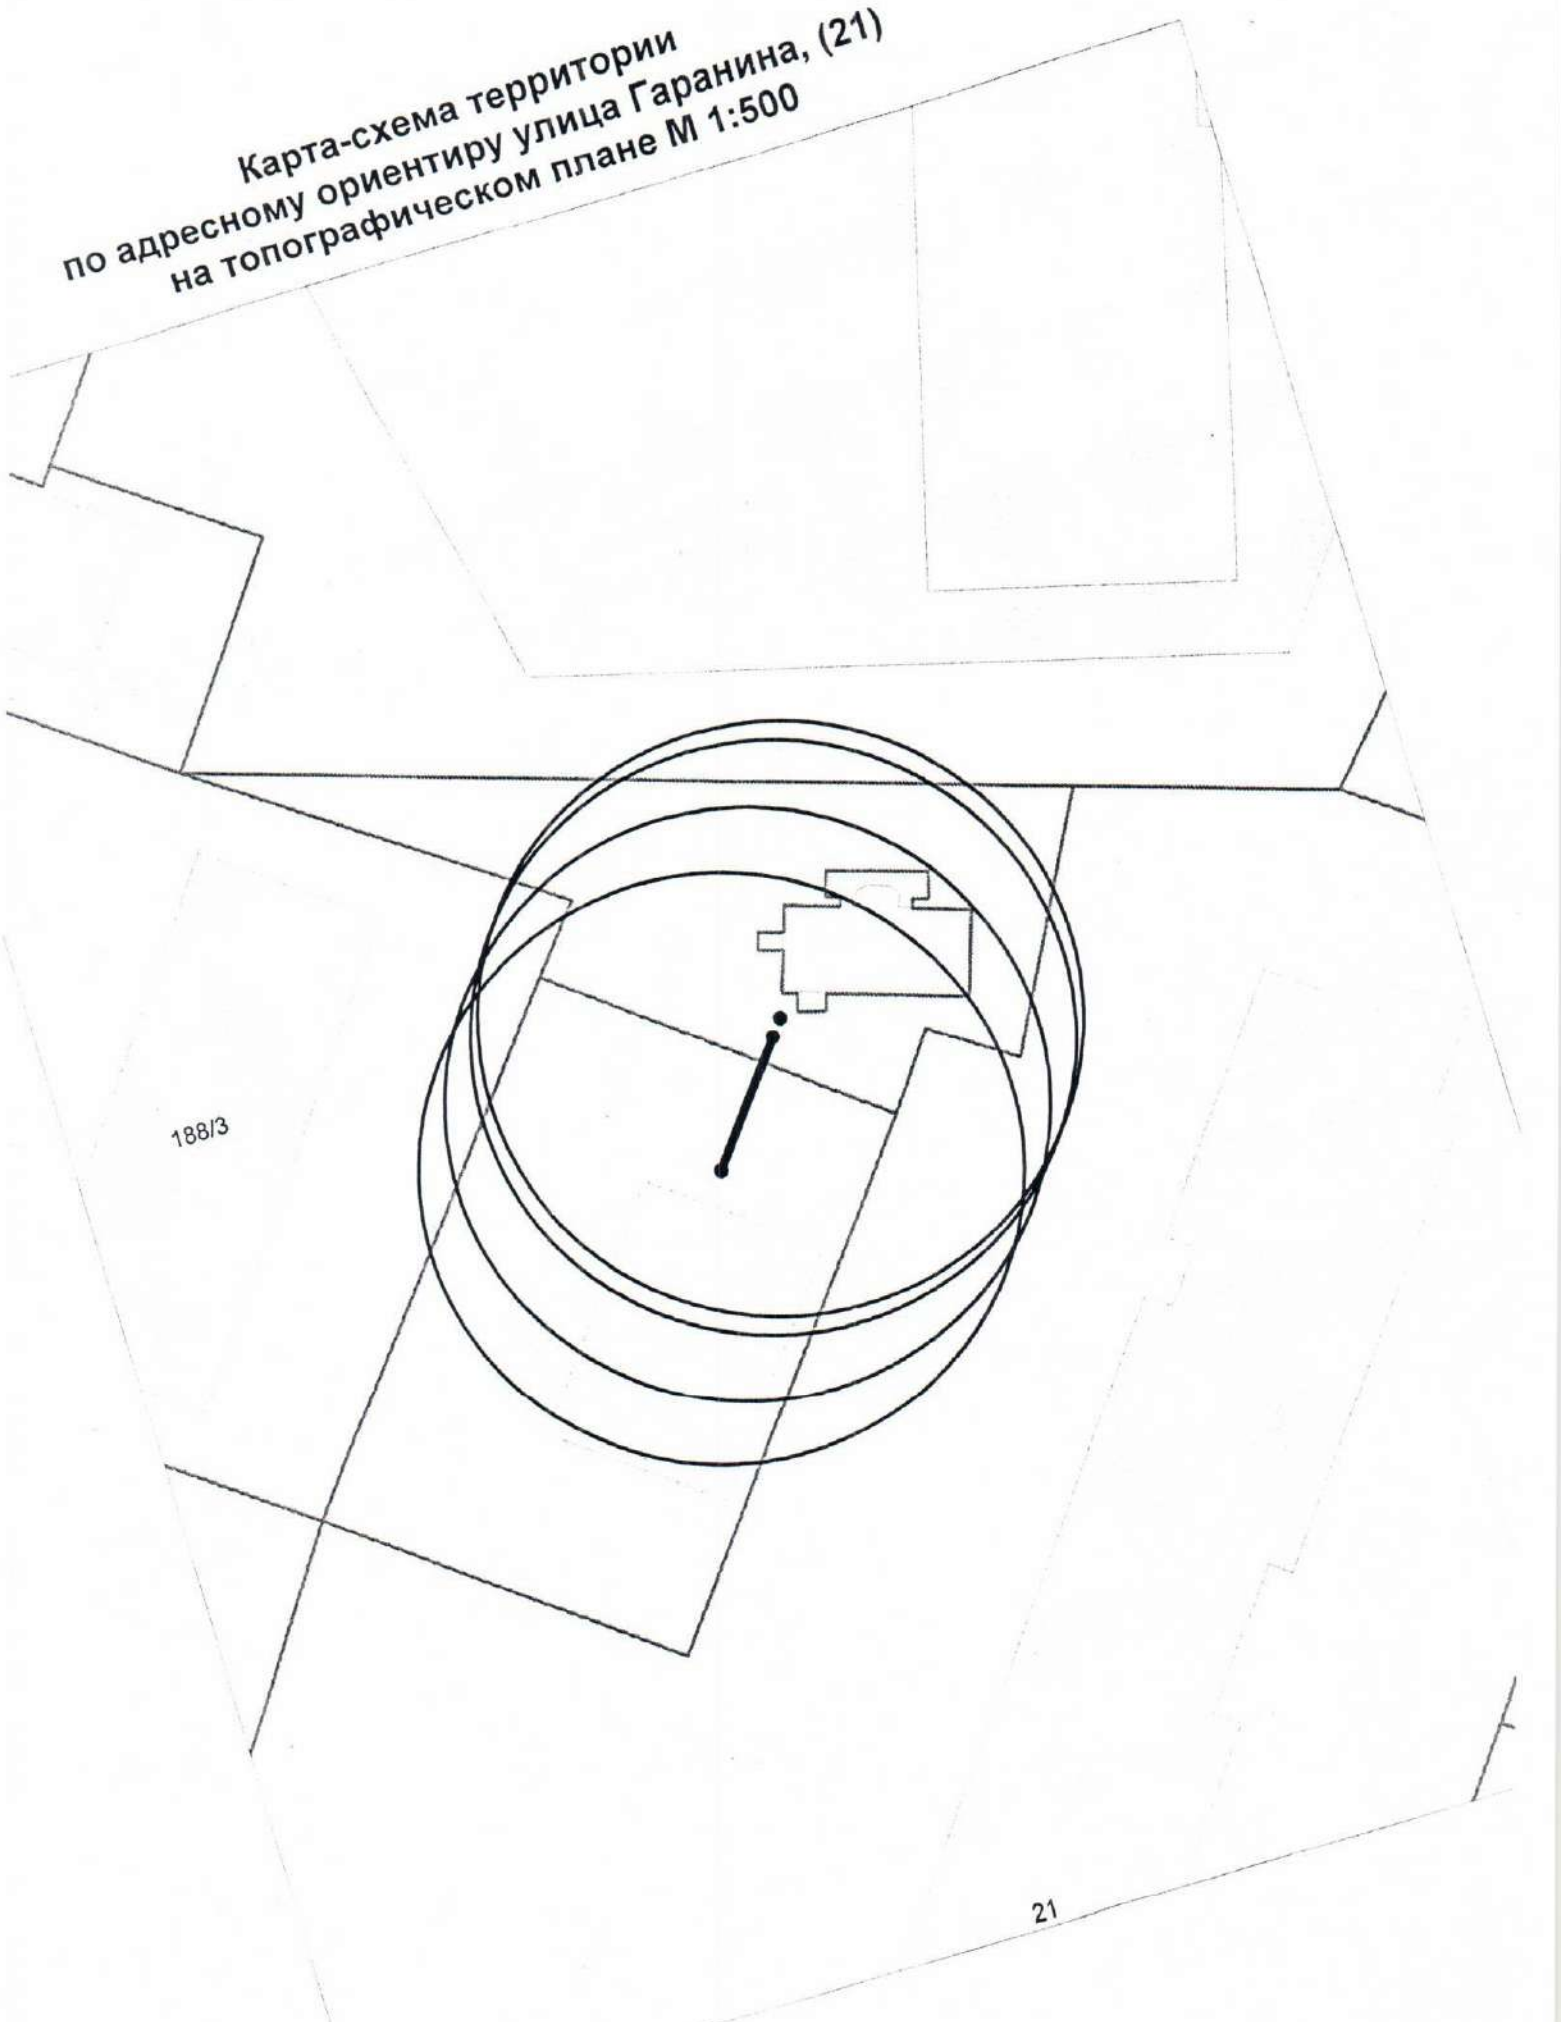 Карта-схема территории
по адресному ориентиру улица Гаранина, (21)
на топографическом плане М 1:500
188/3
21